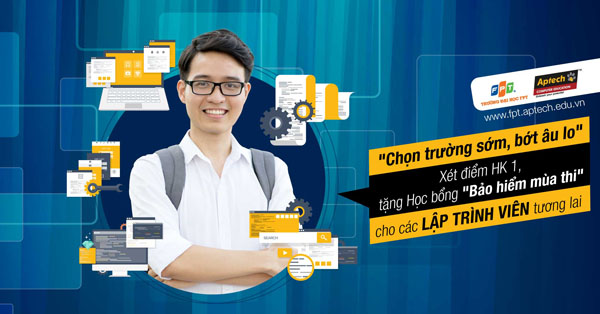 FPT
TRƯỜNG ĐẠI HỌC FPT
Aptech
COMPUTER EDUCATION
www.fpt.aptech.edu.vn
"Chọn trường sớm, bớt âu lo"
Xét điểm HK 1,
tặng Học bổng "Bảo hiểm mùa thi"
cho các LẬP TRÌNH VIÊN tương lai
SEARCH